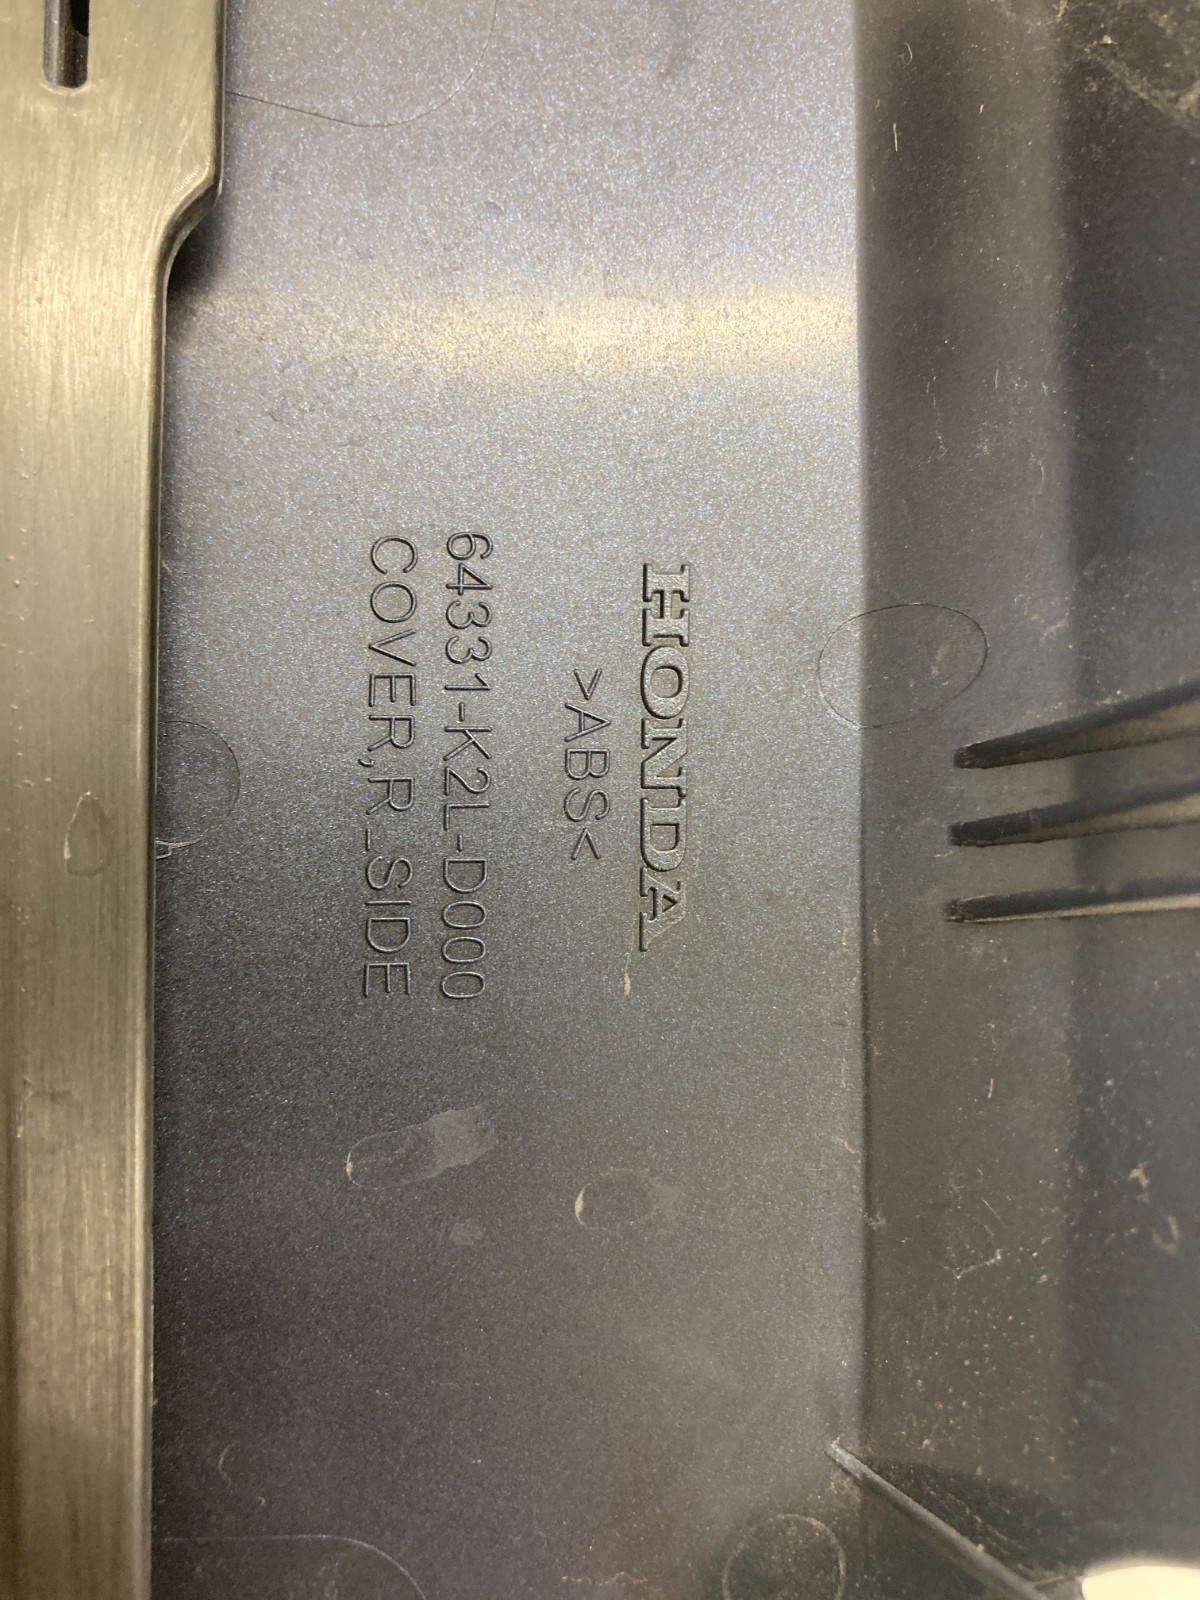 HONDA
>ABS<
64331-K2L-D000
COVER,R_SIDE